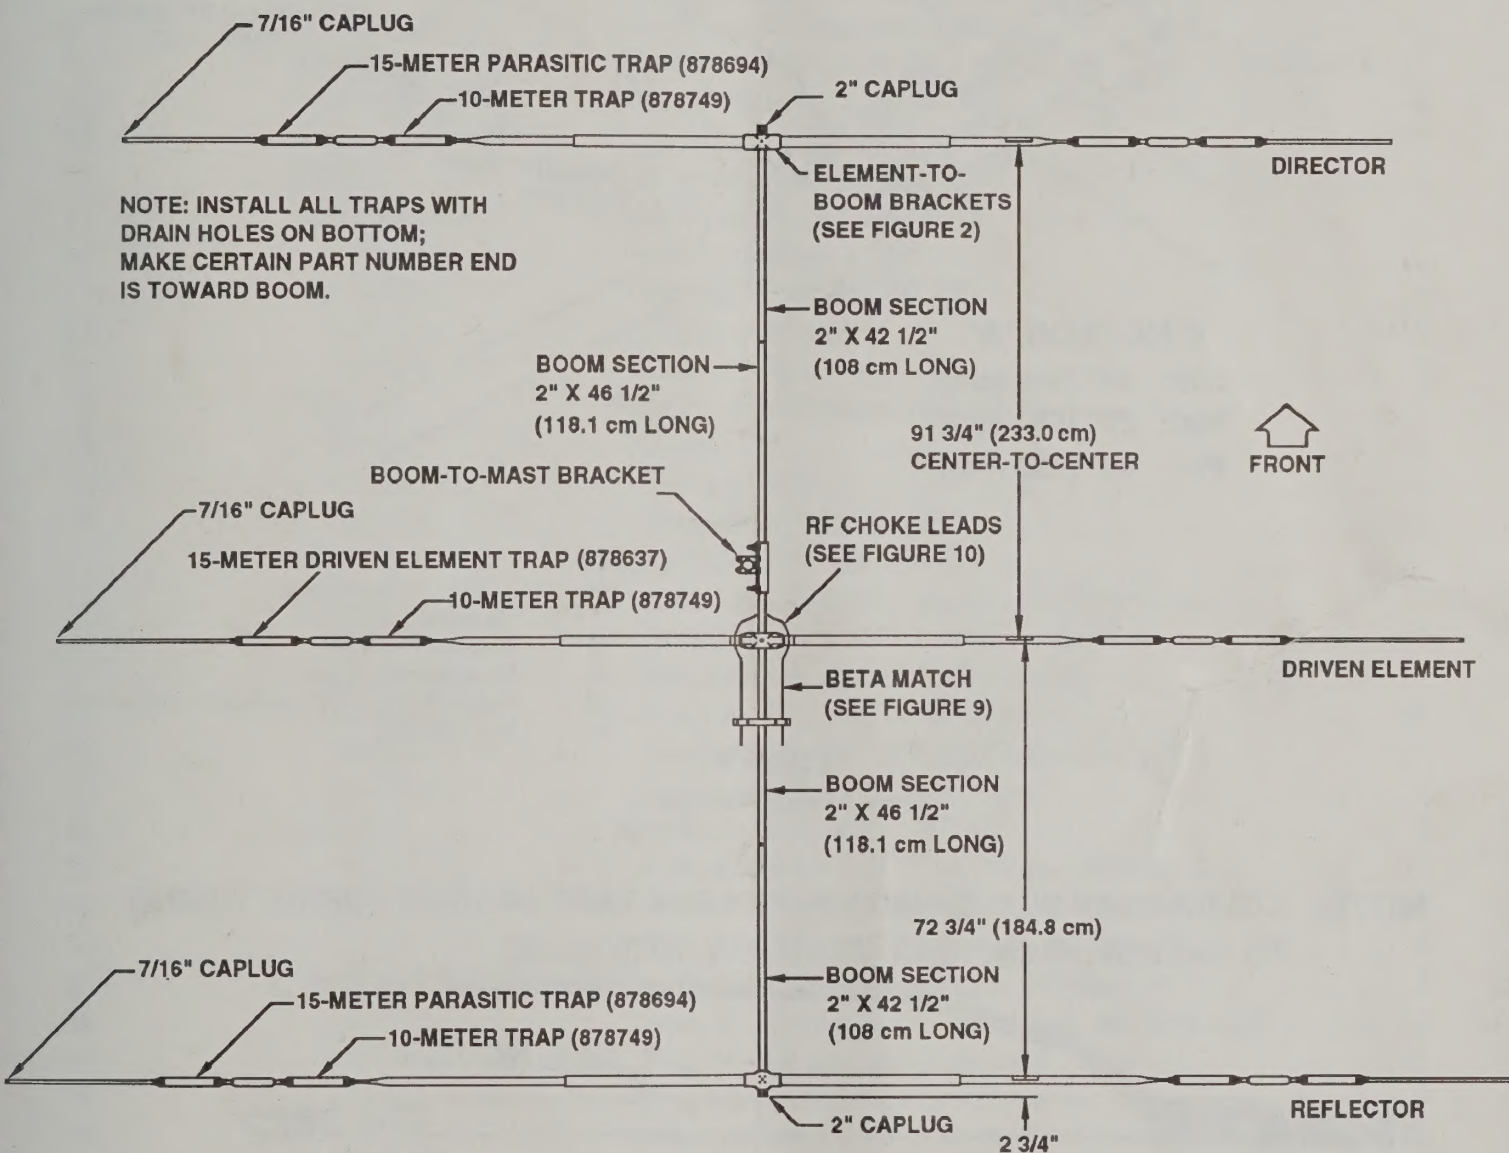 7/16" CAPLUG
15-METER PARASITIC TRAP (878694)
10-METER TRAP (878749)
2" CAPLUG
DIRECTOR
ELEMENT-TO-
BOOM BRACKETS
(SEE FIGURE 2)
NOTE: INSTALL ALL TRAPS WITH
DRAIN HOLES ON BOTTOM;
MAKE CERTAIN PART NUMBER END
IS TOWARD BOOM.
BOOM SECTION
2" X 42 1/2"
(108 cm LONG)
BOOM SECTION
2" X 46 1/2"
(118.1 cm LONG)
91 3/4" (233.0 cm)
CENTER-TO-CENTER
FRONT
BOOM-TO-MAST BRACKET
7/16" CAPLUG
RF CHOKE LEADS
(SEE FIGURE 10)
15-METER DRIVEN ELEMENT TRAP (878637)
10-METER TRAP (878749)
DRIVEN ELEMENT
BETA MATCH
(SEE FIGURE 9)
BOOM SECTION
2" X 46 1/2"
(118.1 cm LONG)
72 3/4" (184.8 cm)
7/16" CAPLUG
15-METER PARASITIC TRAP (878694)
10-METER TRAP (878749)
BOOM SECTION
2" X 42 1/2"
(108 cm LONG)
REFLECTOR
2" CAPLUG
2 3/4"